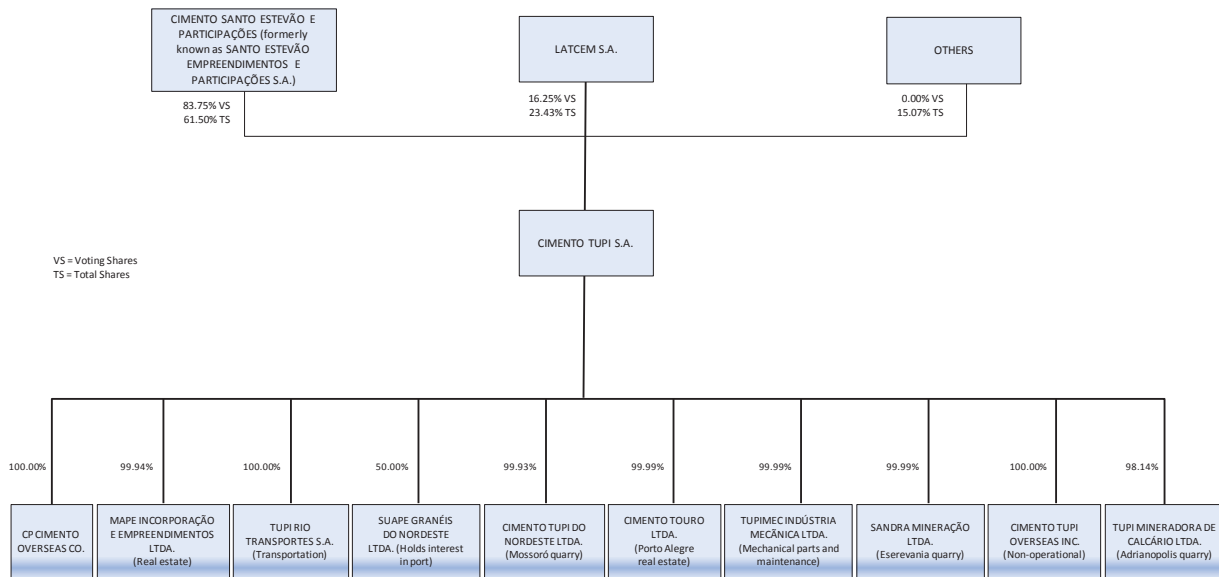 CIMENTO SANTO ESTEVÃO E
PARTICIPAÇÕES (formerly
known as SANTO ESTEVÃO
EMPREENDIMENTOS E
PARTICIPAÇÕES S.A.)
LATCEM S.A.
OTHERS
83.75% VS
61.50% TS
16.25% VS
23.43% TS
0.00% VS
15.07% TS
CIMENTO TUPI S.A.
VS = Voting Shares
TS = Total Shares
100.00%
99.94%
100.00%
50.00%
99.93%
99.99%
99.99%
99.99%
100.00%
98.14%
CP CIMENTO
OVERSEAS CO.
MAPE INCORPORAÇÃO
E EMPREENDIMENTOS
LTDA.
(Real estate)
TUPI RIO
TRANSPORTES S.A.
(Transportation)
SUAPE GRANÉIS
DO NORDESTE
LTDA. (Holds interest
in port)
CIMENTO TUPI DO
NORDESTE LTDA.
(Mossoró quarry)
CIMENTO TOURO
LTDA.
(Porto Alegre
real estate)
TUPIMEC INDÚSTRIA
MECÃNICA LTDA.
(Mechanical parts and
maintenance)
SANDRA MINERAÇÃO
LTDA.
(Eserevania quarry)
CIMENTO TUPI
OVERSEAS INC.
(Non-operational)
TUPI MINERADORA DE
CALCÁRIO LTDA.
(Adrianopolis quarry)